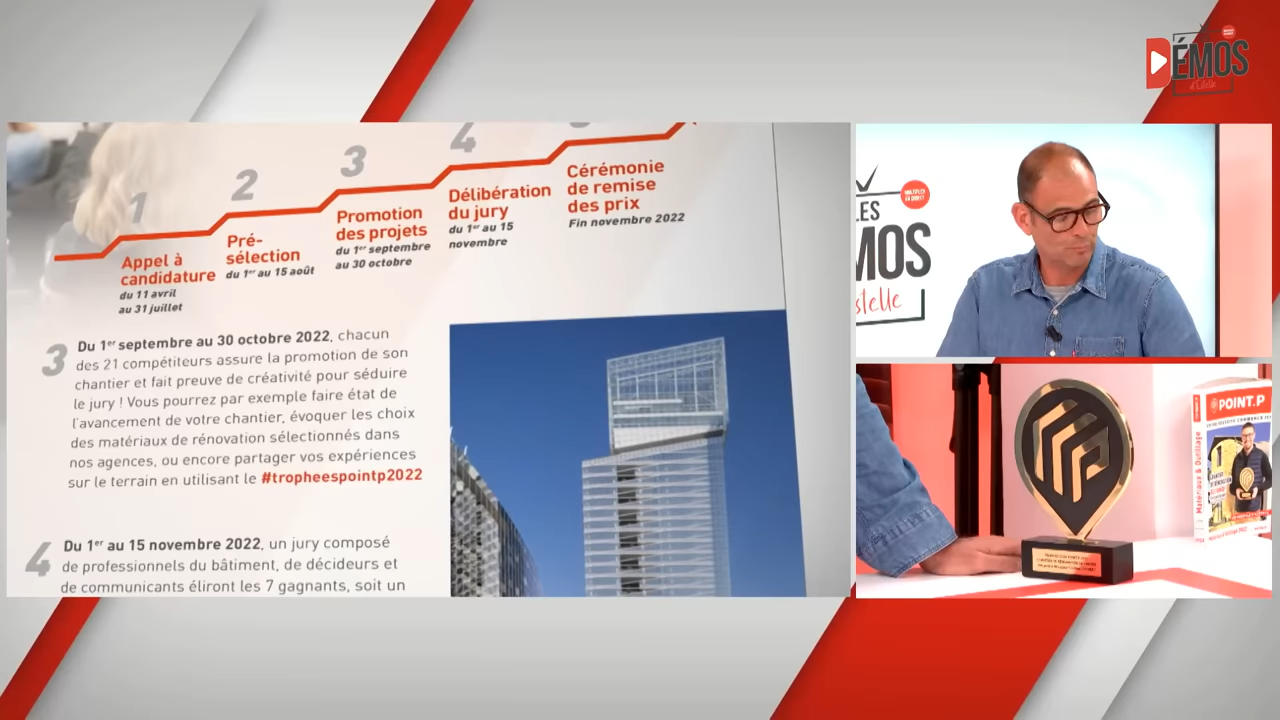 DÉMOS
d'Estelle
1
2
3
4
Appel à
candidature
du 11 avril
au 31 juillet
Pré-
sélection
du 1er au 15 août
Promotion
des projets
du 1er septembre
au 30 octobre
Délibération
du jury
du 1er au 15
novembre
Cérémonie
de remise
des prix
Fin novembre 2022
3
Du 1er septembre au 30 octobre 2022, chacun
des 21 compétiteurs assure la promotion de son
chantier et fait preuve de créativité pour séduire
le jury ! Vous pourrez par exemple faire état de
l'avancement de votre chantier, évoquer les choix
des matériaux de rénovation sélectionnés dans
nos agences, ou encore partager vos expériences
sur le terrain en utilisant le #tropheespointp2022
4
Du 1er au 15 novembre 2022, un jury composé
de professionnels du bâtiment, de décideurs et
de communicants éliront les 7 gagnants, soit un
LES
MOS
stelle
MULTIPLEX
EN DIRECT
POINT.P
Matériaux & Outillage